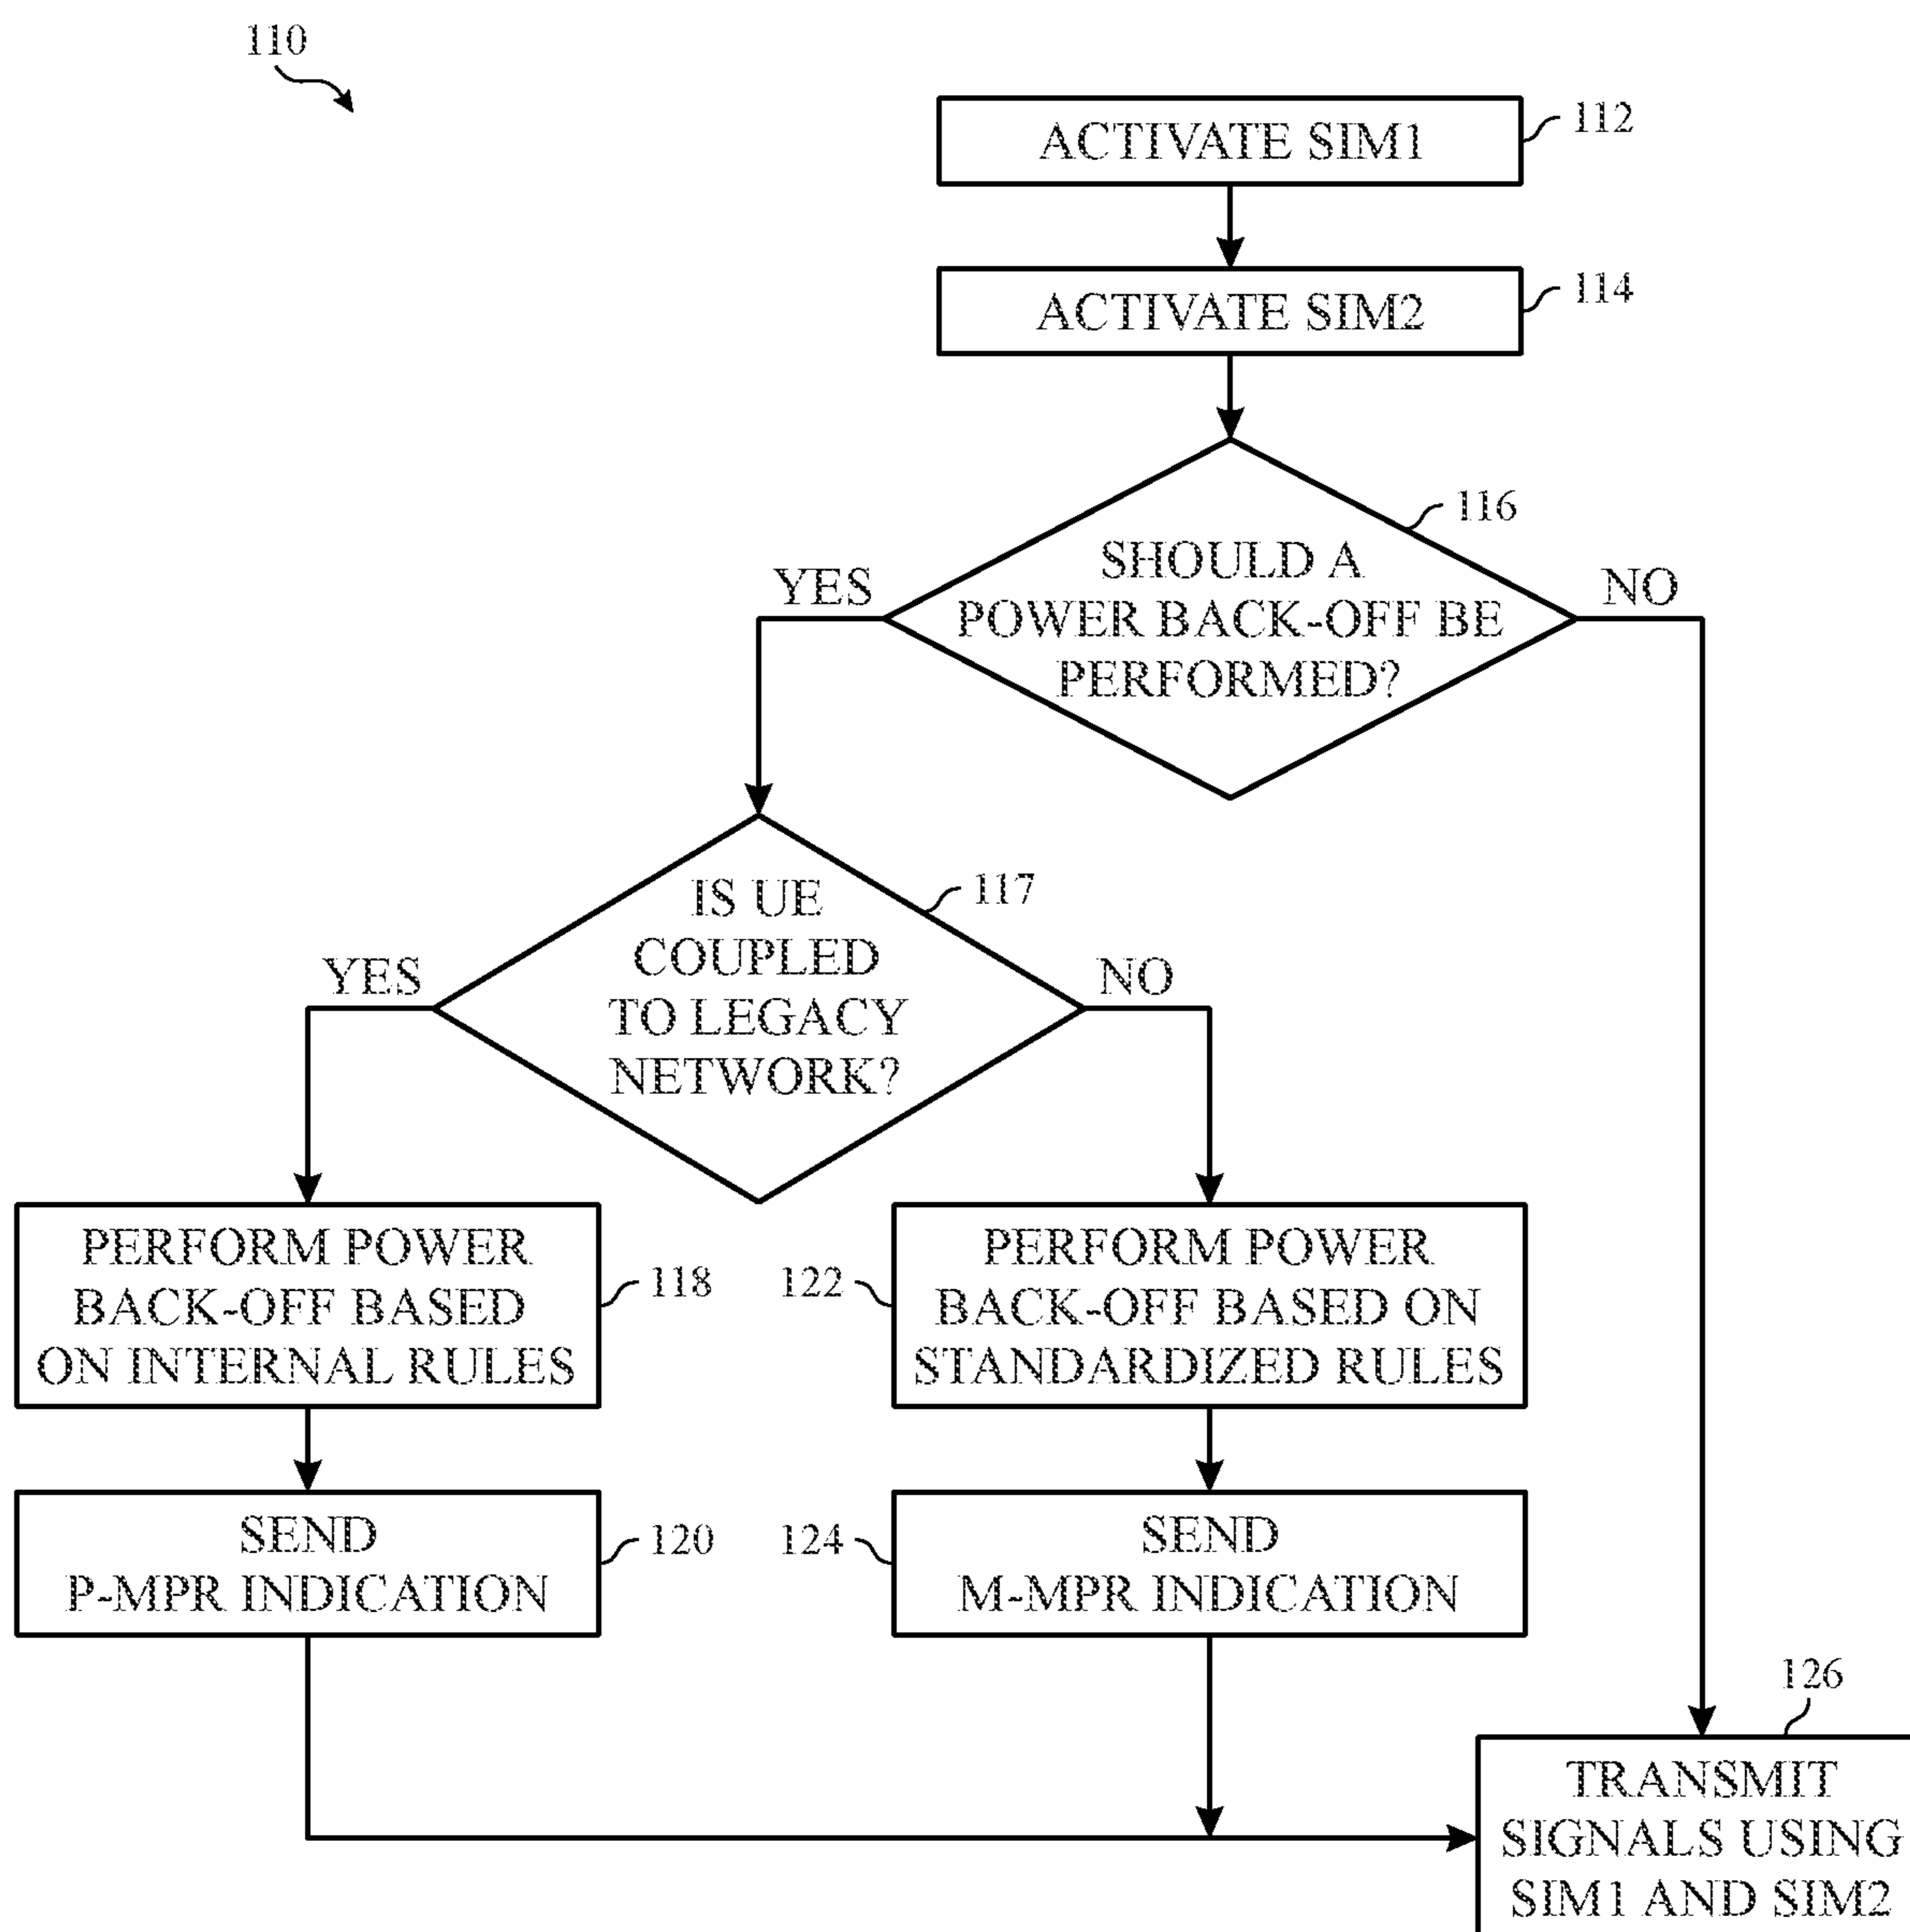 110
ACTIVATE SIM1
112
ACTIVATE SIM2
114
116
SHOULD A
POWER BACK-OFF BE
PERFORMED?
YES
NO
117
IS UE
COUPLED
TO LEGACY
NETWORK?
YES
NO
PERFORM POWER
BACK-OFF BASED
ON INTERNAL RULES
118
122
PERFORM POWER
BACK-OFF BASED ON
STANDARDIZED RULES
SEND
P-MPR INDICATION
120
124
SEND
M-MPR INDICATION
126
TRANSMIT
SIGNALS USING
SIM1 AND SIM2